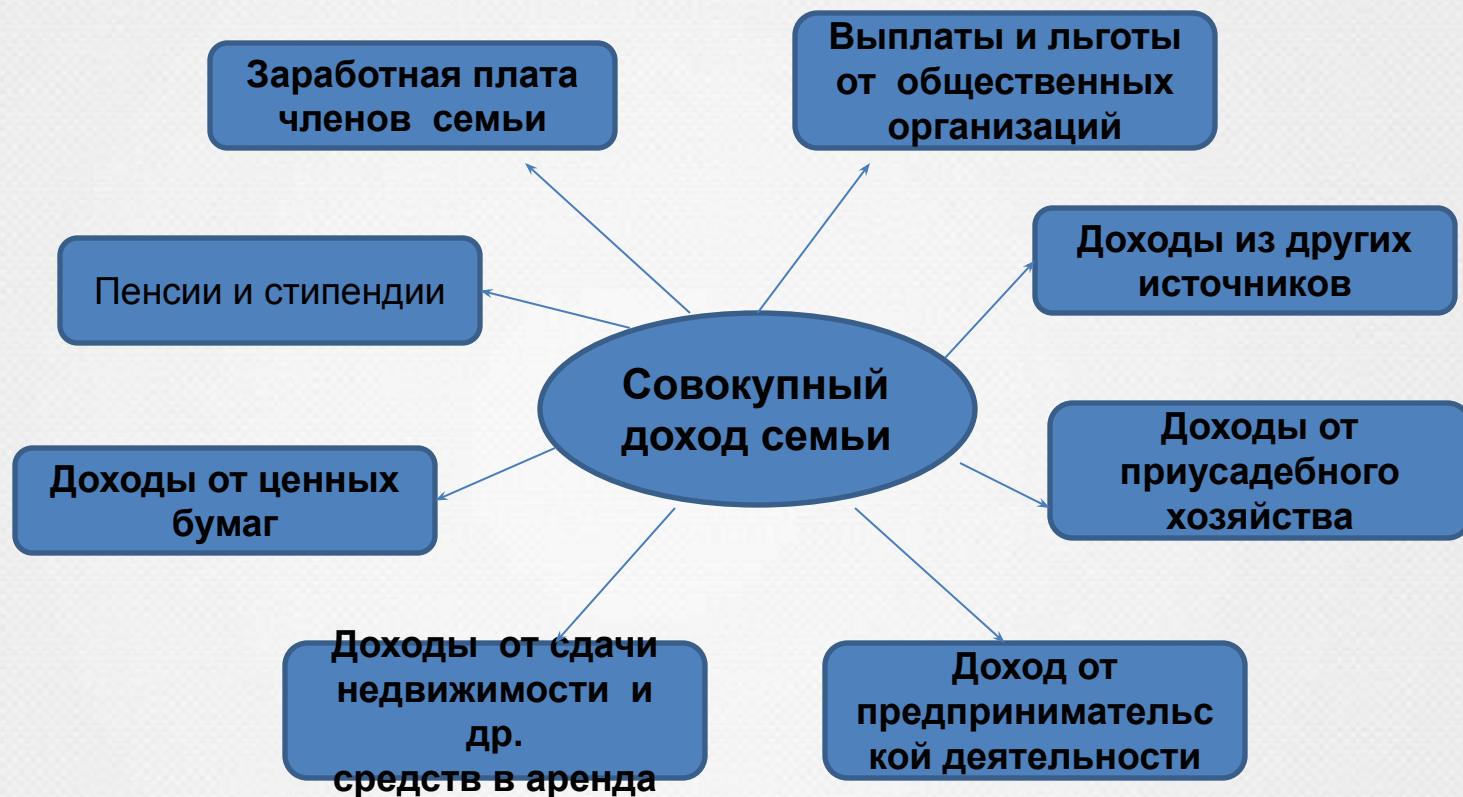 Заработная плата
членов семьи
Выплаты и льготы
от общественных
организаций
Пенсии и стипендии
Доходы из других
источников
Совокупный
доход семьи
Доходы от ценных
бумаг
Доходы от
приусадебного
хозяйства
Доходы от сдачи
недвижимости и
др.
средств в аренда
Доход от
предпринимательс
кой деятельности